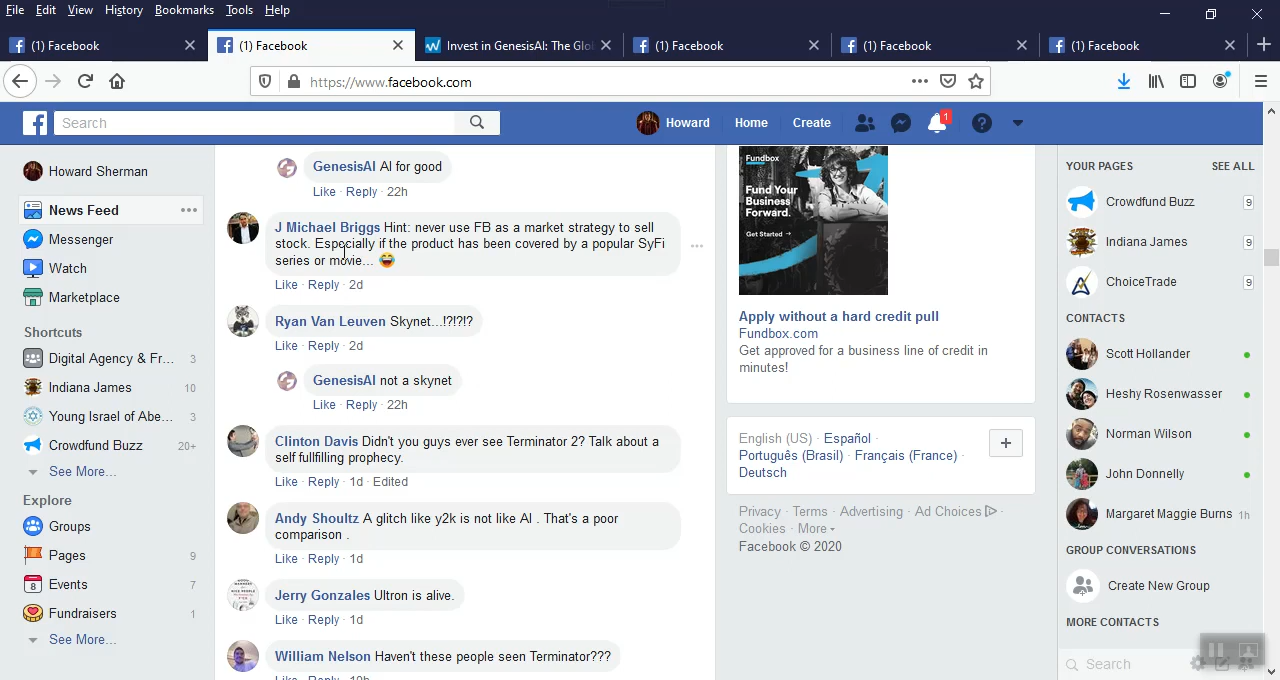 File Edit View History Bookmarks Tools Help
(1) Facebook
(1) Facebook
Invest in GenesisAI: The Glo
(1) Facebook
(1) Facebook
(1) Facebook
https://www.facebook.com
Search
Howard Home Create
1
Howard Sherman
News Feed
Messenger
Watch
Marketplace
Shortcuts
Digital Agency & Fr... 3
Indiana James 10
Young Israel of Abe... 3
Crowdfund Buzz 20+
See More...
Explore
Groups
Pages 9
Events 7
Fundraisers 1
See More...
GenesisAI AI for good
Like · Reply · 22h
J Michael Briggs Hint: never use FB as a market strategy to sell
stock. Especially if the product has been covered by a popular SyFi
series or movie... 😂
Like · Reply · 2d
Ryan Van Leuven Skynet...!?!?!?
Like · Reply · 2d
GenesisAI not a skynet
Like · Reply · 22h
Clinton Davis Didn't you guys ever see Terminator 2? Talk about a
self fullfilling prophecy.
Like · Reply · 1d · Edited
Andy Shoultz A glitch like y2k is not like AI . That's a poor
comparison .
Like · Reply · 1d
Jerry Gonzales Ultron is alive.
Like · Reply · 1d
William Nelson Haven't these people seen Terminator???
Like · Reply · 19h
Fundbox
Fund Your
Business
Forward.
Get Started →
Apply without a hard credit pull
Fundbox.com
Get approved for a business line of credit in
minutes!
English (US) · Español ·
Português (Brasil) · Français (France) ·
Deutsch
Privacy · Terms · Advertising · Ad Choices ·
Cookies · More
Facebook © 2020
YOUR PAGES SEE ALL
Crowdfund Buzz 9
Indiana James 9
ChoiceTrade 9
CONTACTS
Scott Hollander
Heshy Rosenwasser
Norman Wilson
John Donnelly
Margaret Maggie Burns 1h
GROUP CONVERSATIONS
Create New Group
MORE CONTACTS
Search